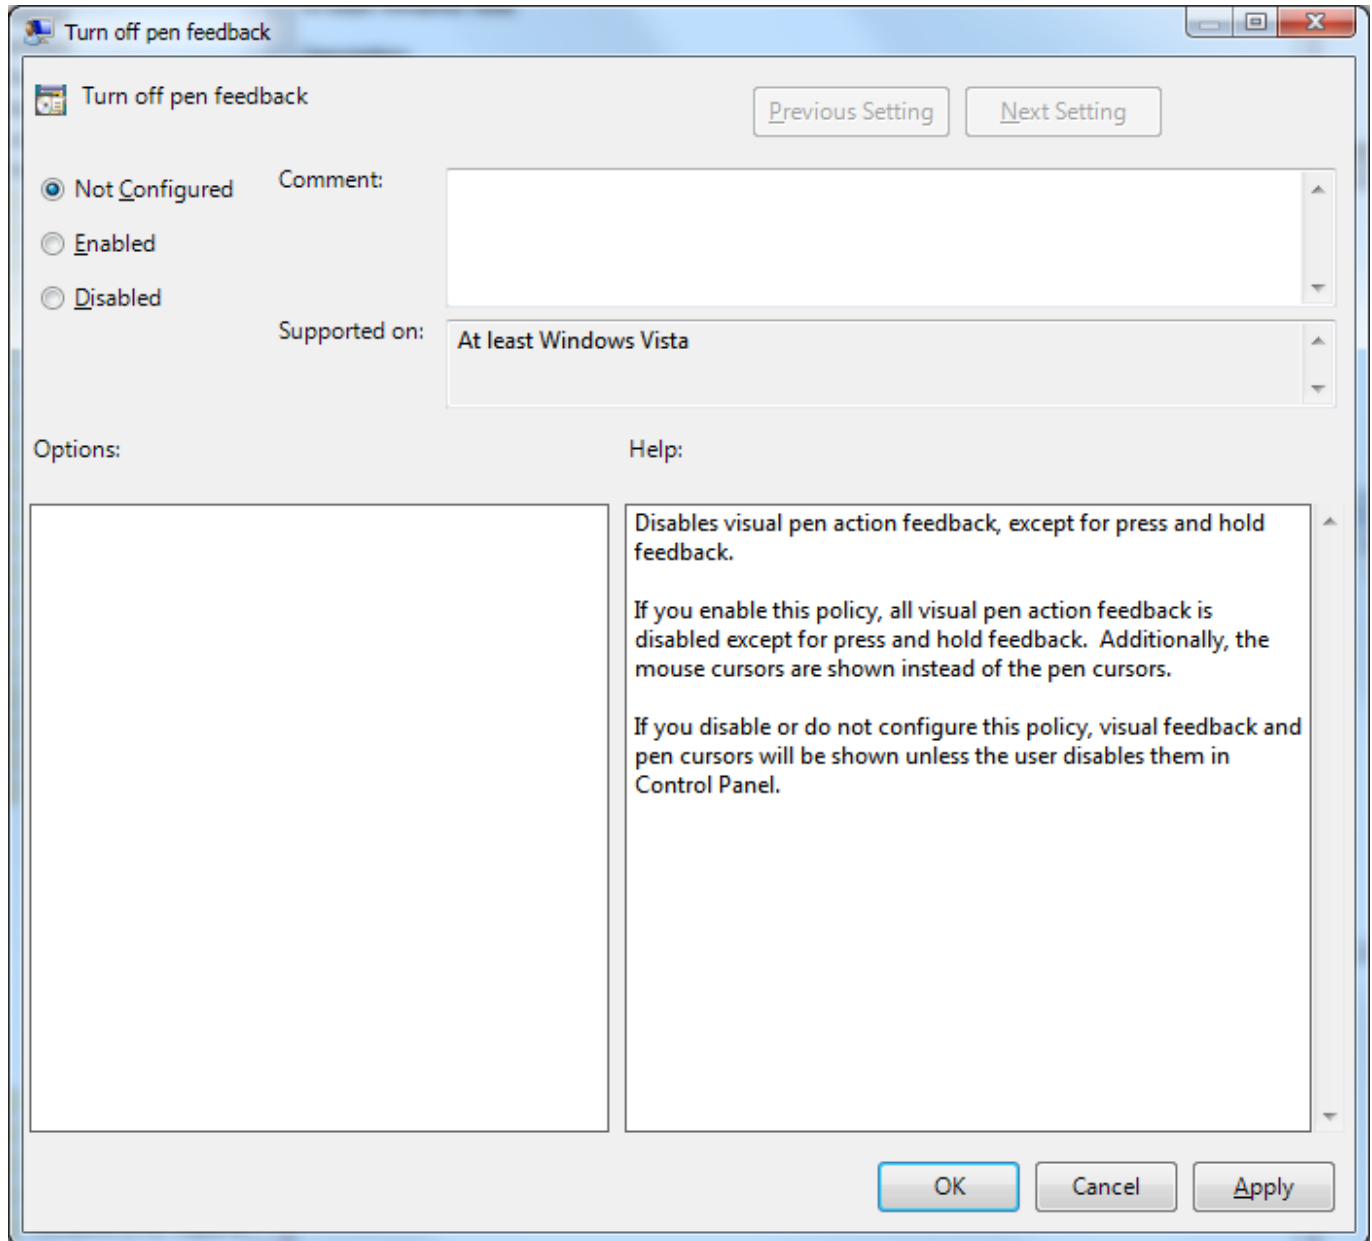 Turn off pen feedback
Turn off pen feedback
Previous Setting
Next Setting
Not Configured
Comment:
Enabled
Disabled
Supported on:
At least Windows Vista
Options:
Help:
Disables visual pen action feedback, except for press and hold
feedback.
If you enable this policy, all visual pen action feedback is
disabled except for press and hold feedback.  Additionally, the
mouse cursors are shown instead of the pen cursors.
If you disable or do not configure this policy, visual feedback and
pen cursors will be shown unless the user disables them in
Control Panel.
OK
Cancel
Apply